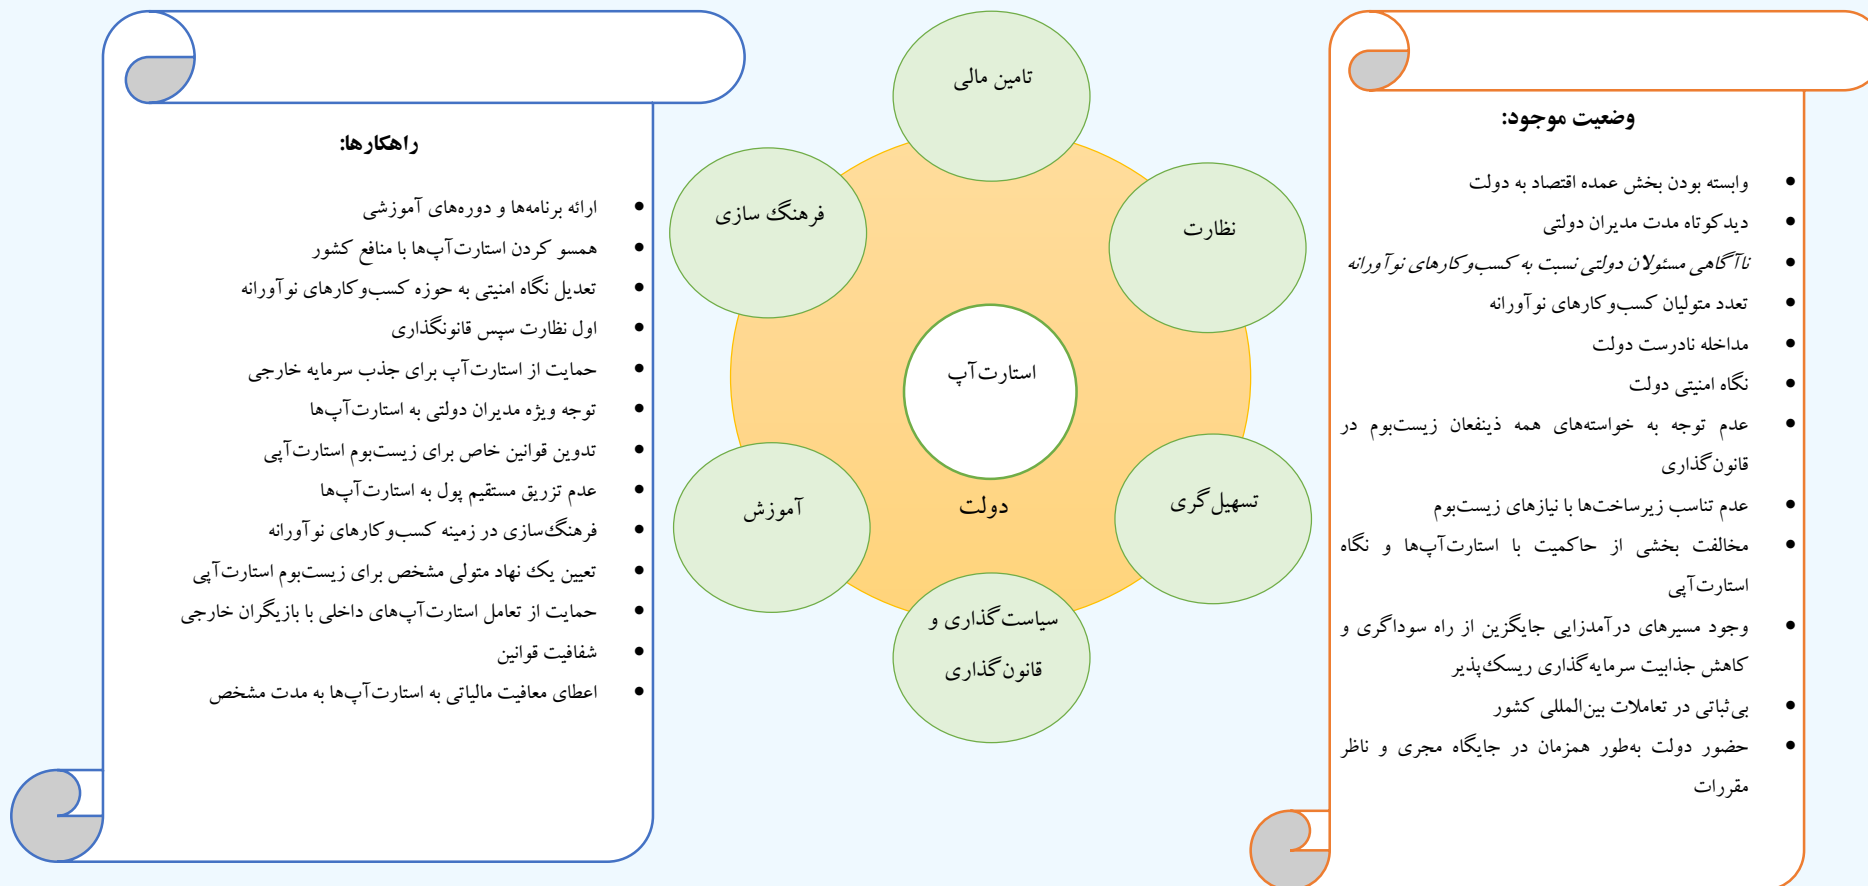 وضعیت موجود:
• وابسته بودن بخش عمده اقتصاد به دولت
• دیدکوتاه مدت مدیران دولتی
• ناآگاهی مسئولان دولتی نسبت به کسب‌وکارهای نوآورانه
• تعدد متولیان کسب‌وکارهای نوآورانه
• مداخله نادرست دولت
• نگاه امنیتی دولت
• عدم توجه به خواسته‌های همه ذینفعان زیست‌بوم در
قانون‌گذاری
• عدم تناسب زیرساخت‌ها با نیازهای زیست‌بوم
• مخالفت بخشی از حاکمیت با استارت‌آپ‌ها و نگاه
استارت‌آپی
• وجود مسیرهای درآمدزایی جایگزین از راه سوداگری و
کاهش جذابیت سرمایه‌گذاری ریسک‌پذیر
• بی‌ثباتی در تعاملات بین‌المللی کشور
• حضور دولت به‌طور همزمان در جایگاه مجری و ناظر
مقررات
تامین مالی
نظارت
فرهنگ سازی
استارت‌آپ
تسهیل‌گری
آموزش
دولت
سیاست‌گذاری و
قانون‌گذاری
راهکارها:
• ارائه برنامه‌ها و دوره‌های آموزشی
• همسو کردن استارت‌آپ‌ها با منافع کشور
• تعدیل نگاه امنیتی به حوزه کسب‌وکارهای نوآورانه
• اول نظارت سپس قانونگذاری
• حمایت از استارت‌آپ برای جذب سرمایه خارجی
• توجه ویژه مدیران دولتی به استارت‌آپ‌ها
• تدوین قوانین خاص برای زیست‌بوم استارت‌آپی
• عدم تزریق مستقیم پول به استارت‌آپ‌ها
• فرهنگ‌سازی در زمینه کسب‌وکارهای نوآورانه
• تعیین یک نهاد متولی مشخص برای زیست‌بوم استارت‌آپی
• حمایت از تعامل استارت‌آپ‌های داخلی با بازیگران خارجی
• شفافیت قوانین
• اعطای معافیت مالیاتی به استارت‌آپ‌ها به مدت مشخص